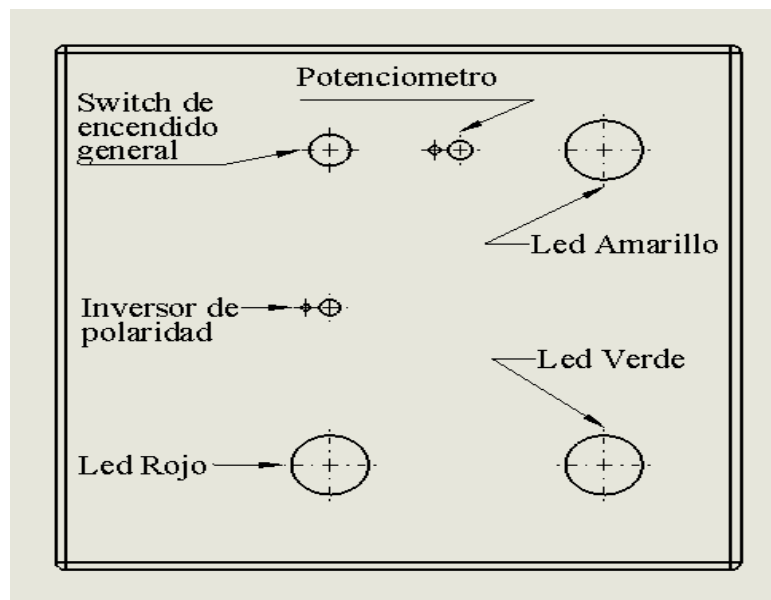 Potenciometro
Switch de
encendido
general
Led Amarillo
Inversor de
polaridad
Led Verde
Led Rojo